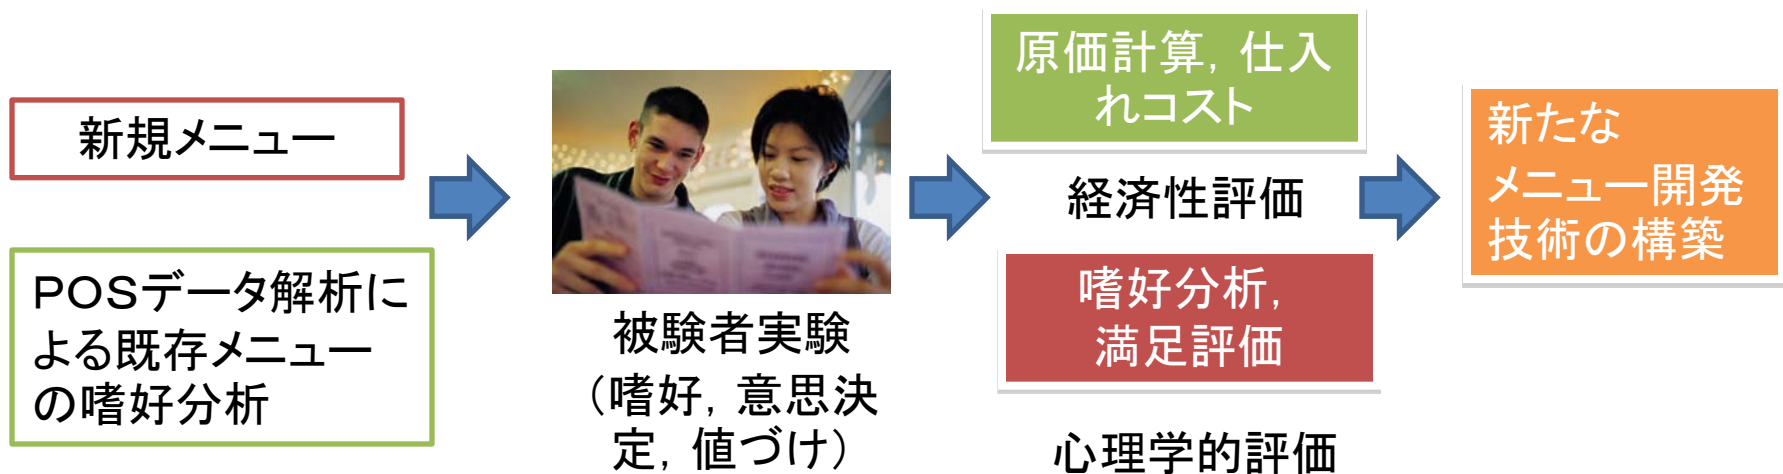 新規メニュー
POSデータ解析に
よる既存メニュー
の嗜好分析
被験者実験
(嗜好, 意思決
定, 値づけ)
原価計算, 仕入
れコスト
経済性評価
嗜好分析,
満足評価
心理学的評価
新たな
メニュー開発
技術の構築